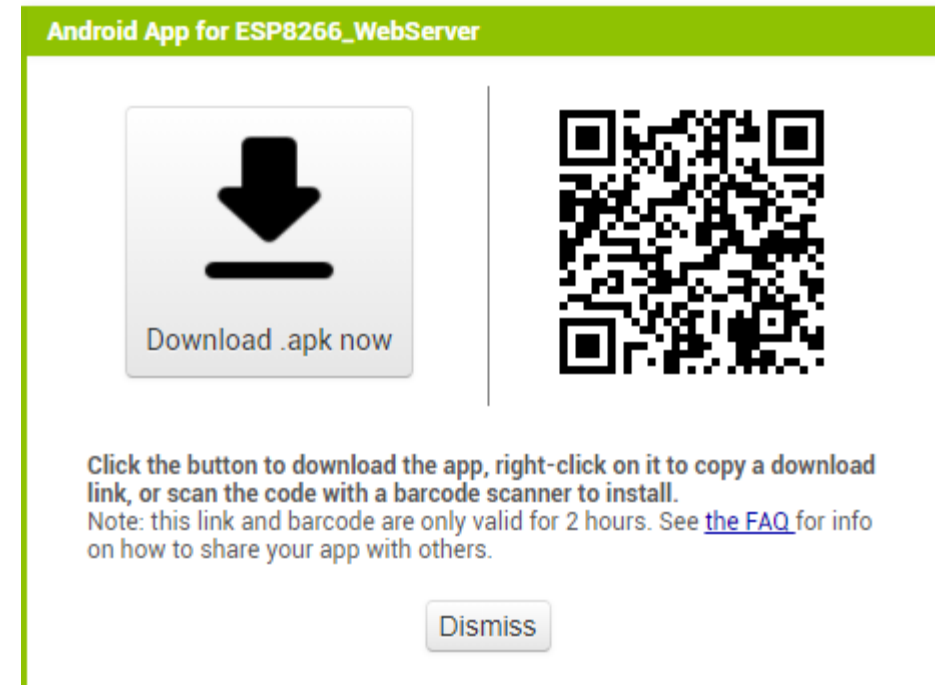 Android App for ESP8266_WebServer
Download .apk now
Click the button to download the app, right-click on it to copy a download
link, or scan the code with a barcode scanner to install.
Note: this link and barcode are only valid for 2 hours. See the FAQ for info
on how to share your app with others.
Dismiss